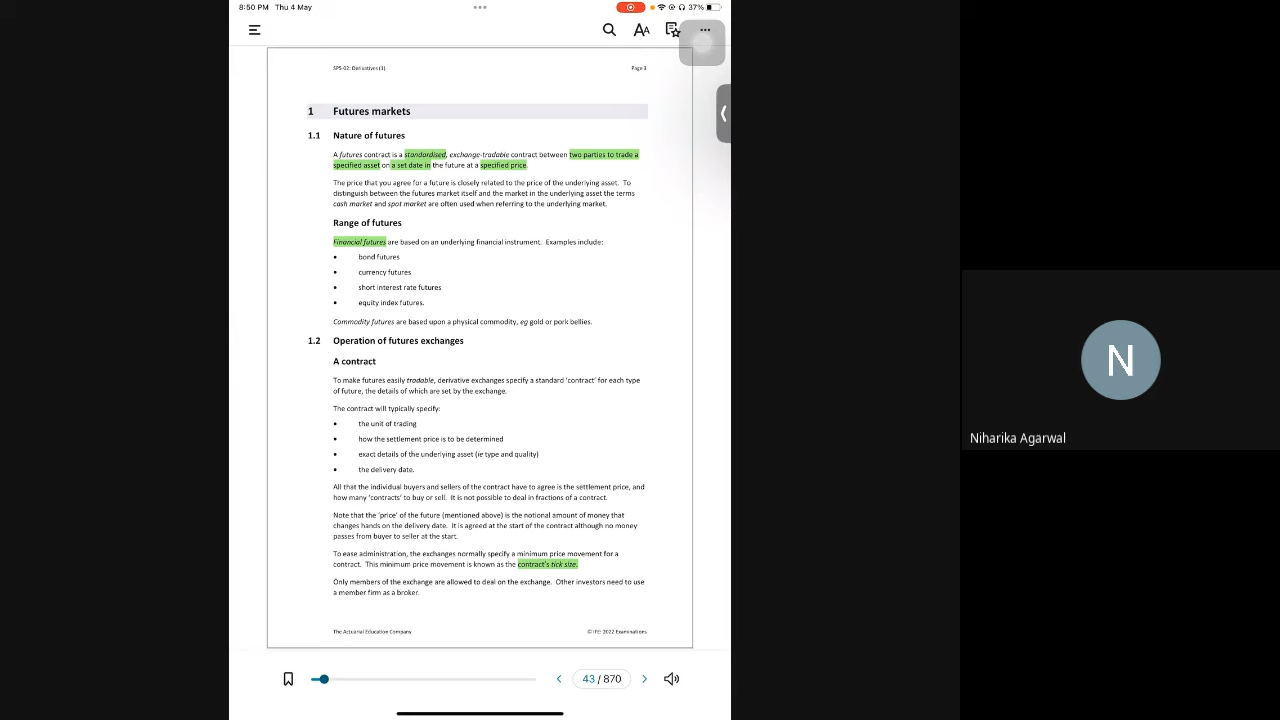 8:50 PM Thu 4 May
37%
SP5-02: Derivatives (1)
Page 3
1 Futures markets
1.1 Nature of futures
A futures contract is a standardised, exchange-tradable contract between two parties to trade a
specified asset on a set date in the future at a specified price.
The price that you agree for a future is closely related to the price of the underlying asset. To
distinguish between the futures market itself and the market in the underlying asset the terms
cash market and spot market are often used when referring to the underlying market.
Range of futures
Financial futures are based on an underlying financial instrument. Examples include:
• bond futures
• currency futures
• short interest rate futures
• equity index futures.
Commodity futures are based upon a physical commodity, eg gold or pork bellies.
1.2 Operation of futures exchanges
A contract
To make futures easily tradable, derivative exchanges specify a standard 'contract' for each type
of future, the details of which are set by the exchange.
The contract will typically specify:
• the unit of trading
• how the settlement price is to be determined
• exact details of the underlying asset (ie type and quality)
• the delivery date.
All that the individual buyers and sellers of the contract have to agree is the settlement price, and
how many 'contracts' to buy or sell. It is not possible to deal in fractions of a contract.
Note that the 'price' of the future (mentioned above) is the notional amount of money that
changes hands on the delivery date. It is agreed at the start of the contract although no money
passes from buyer to seller at the start.
To ease administration, the exchanges normally specify a minimum price movement for a
contract. This minimum price movement is known as the contract's tick size.
Only members of the exchange are allowed to deal on the exchange. Other investors need to use
a member firm as a broker.
The Actuarial Education Company
© IFE: 2022 Examinations
43 / 870
N
Niharika Agarwal